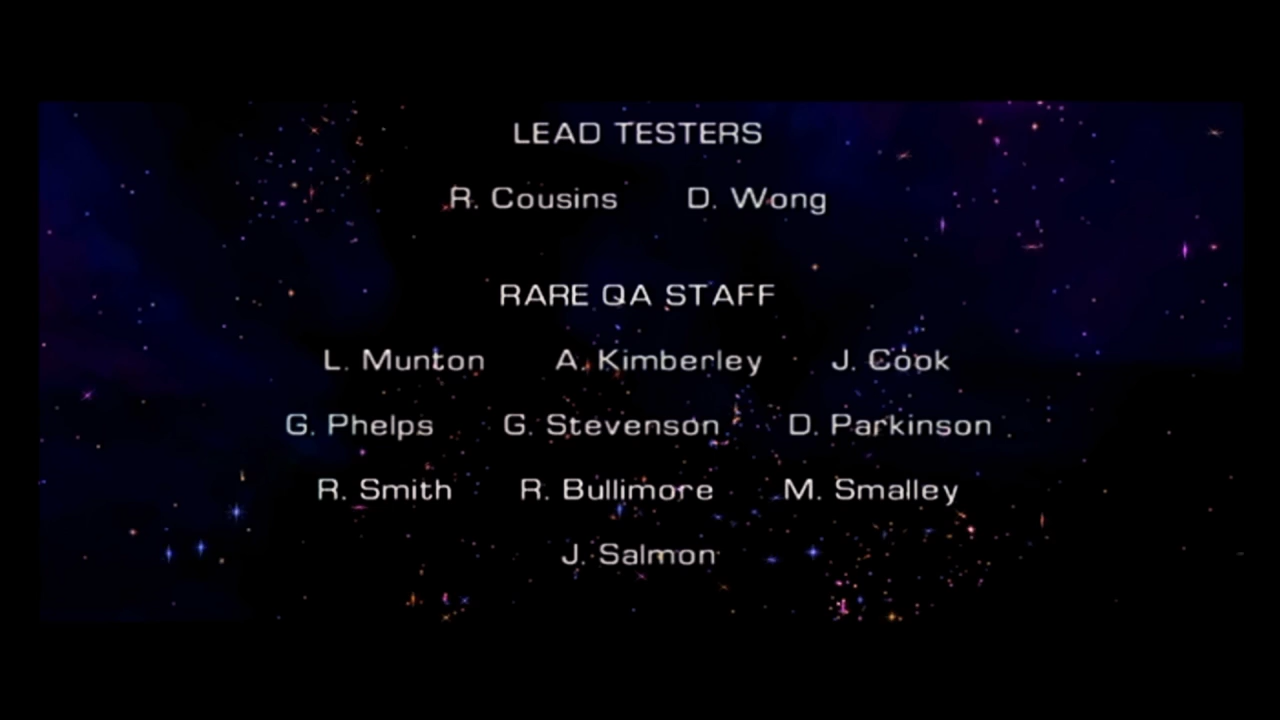 LEAD TESTERS
R. Cousins D. Wong
RARE QA STAFF
L. Munton A. Kimberley J. Cook
G. Phelps G. Stevenson D. Parkinson
R. Smith R. Bullimore M. Smalley
J. Salmon